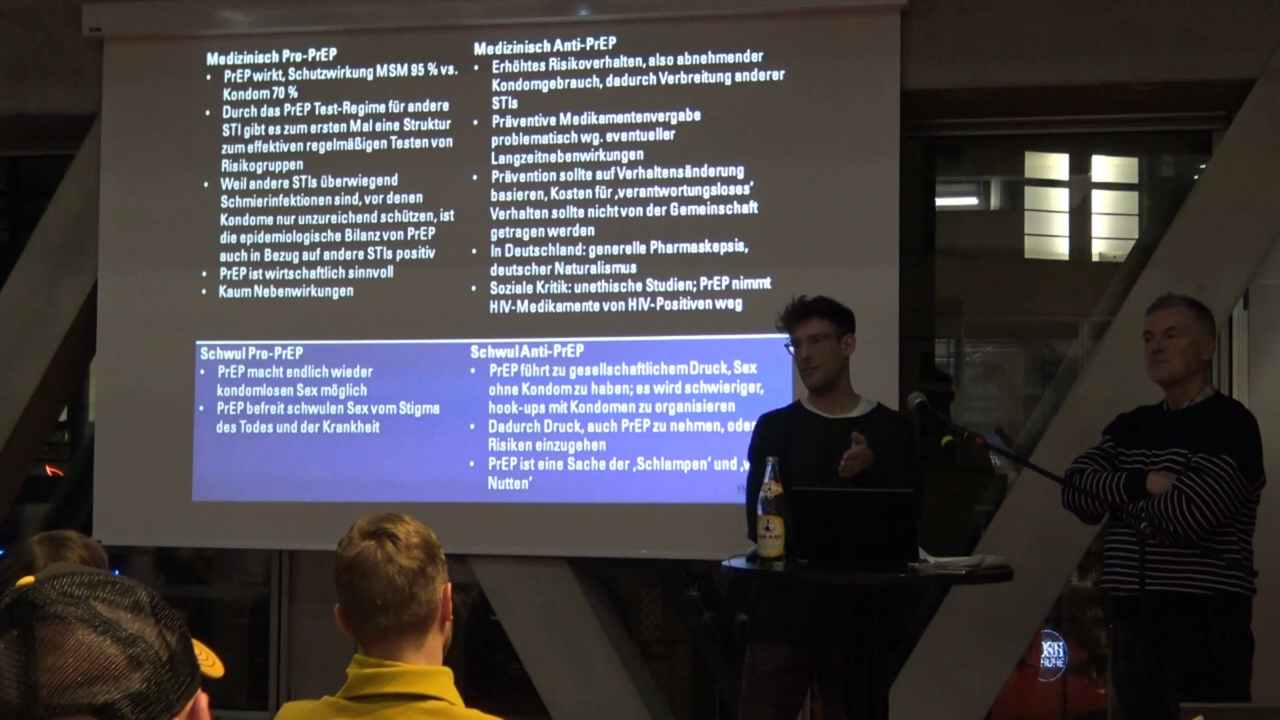 Medizinisch Pro-PrEP
• PrEP wirkt, Schutzwirkung MSM 95 % vs.
Kondom 70 %
• Durch das PrEP Test-Regime für andere
STI gibt es zum ersten Mal eine Struktur
zum effektiven regelmäßigen Testen von
Risikogruppen
• Weil andere STIs überwiegend
Schmierinfektionen sind, vor denen
Kondome nur unzureichend schützen, ist
die epidemiologische Bilanz von PrEP
auch in Bezug auf andere STIs positiv
• PrEP ist wirtschaftlich sinnvoll
• Kaum Nebenwirkungen
Medizinisch Anti-PrEP
• Erhöhtes Risikoverhalten, also abnehmender
Kondomgebrauch, dadurch Verbreitung anderer
STIs
• Präventive Medikamentenvergabe
problematisch wg. eventueller
Langzeitnebenwirkungen
• Prävention sollte auf Verhaltensänderung
basieren, Kosten für ‚verantwortungsloses‘
Verhalten sollte nicht von der Gemeinschaft
getragen werden
• In Deutschland: generelle Pharmaskepsis,
deutscher Naturalismus
• Soziale Kritik: unethische Studien; PrEP nimmt
HIV-Medikamente von HIV-Positiven weg
Schwul Pro-PrEP
• PrEP macht endlich wieder
kondomlosen Sex möglich
• PrEP befreit schwulen Sex vom Stigma
des Todes und der Krankheit
Schwul Anti-PrEP
• PrEP führt zu gesellschaftlichem Druck, Sex
ohne Kondom zu haben; es wird schwieriger,
hook-ups mit Kondomen zu organisieren
• Dadurch Druck, auch PrEP zu nehmen, oder
Risiken einzugehen
• PrEP ist eine Sache der ‚Schlampen‘ und
Nutten‘